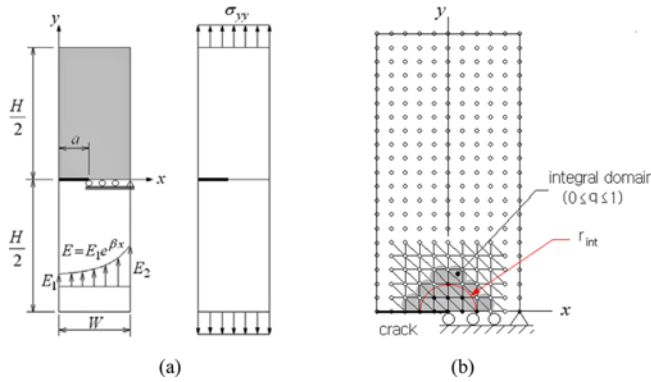 y
σyy
H/2
a
x
H/2
E=E₁e^βx
E₁
E₂
W
(a)
y
integral domain
(0≤q≤1)
r_int
x
crack
(b)